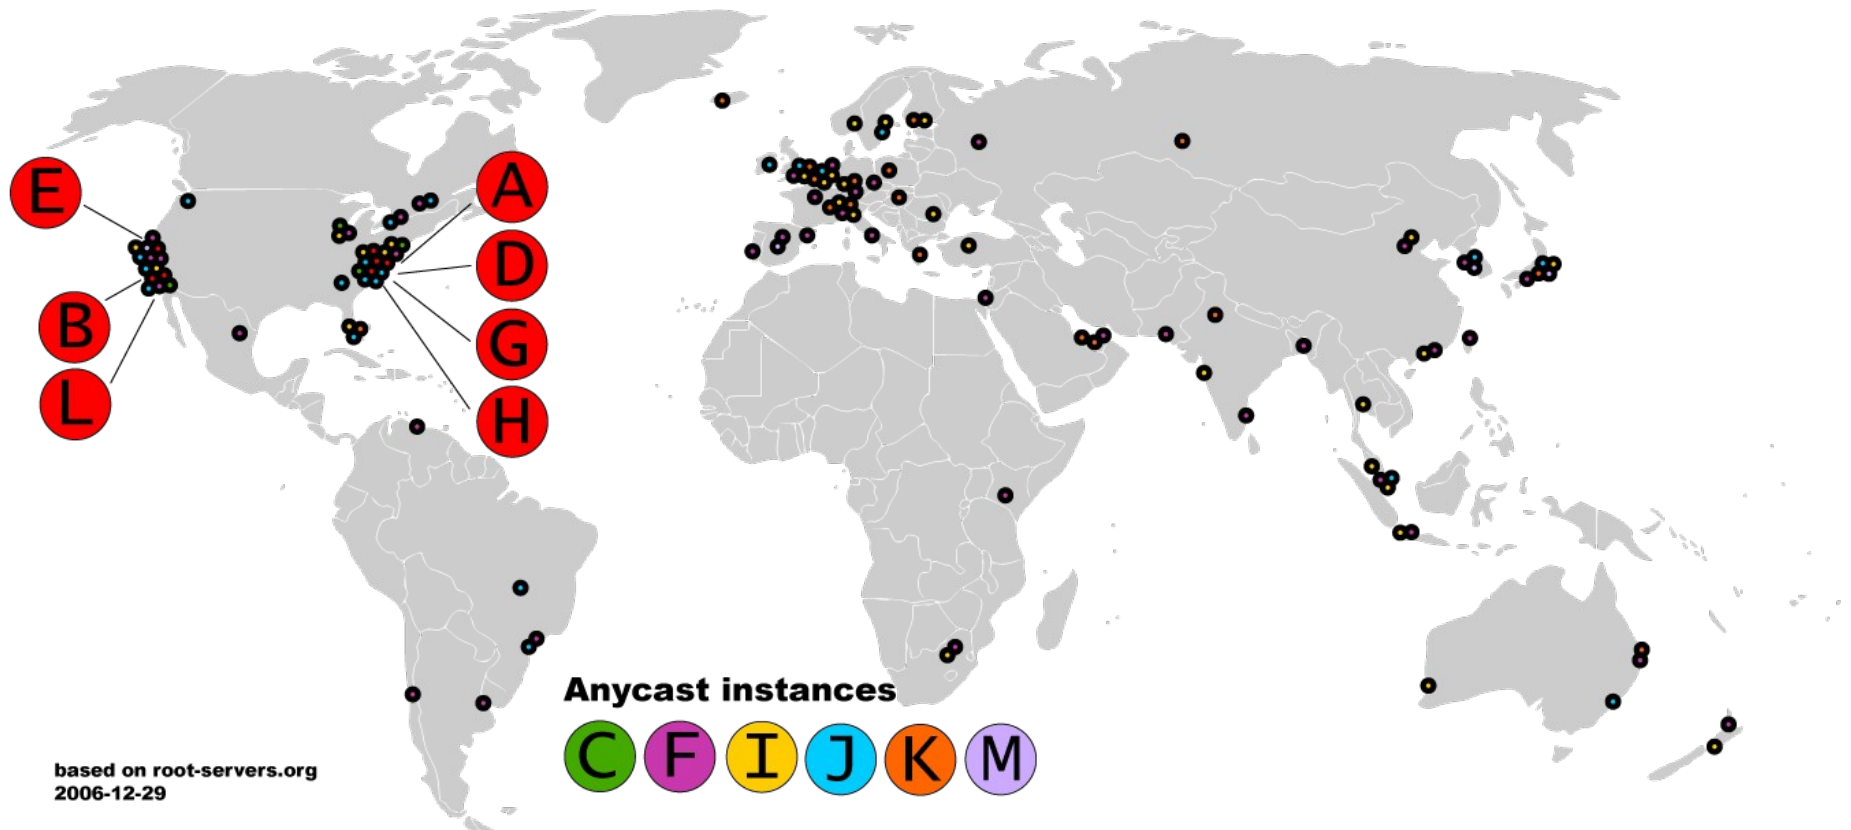 E
A
D
B
G
L
H
Anycast instances
C F I J K M
based on root-servers.org
2006-12-29